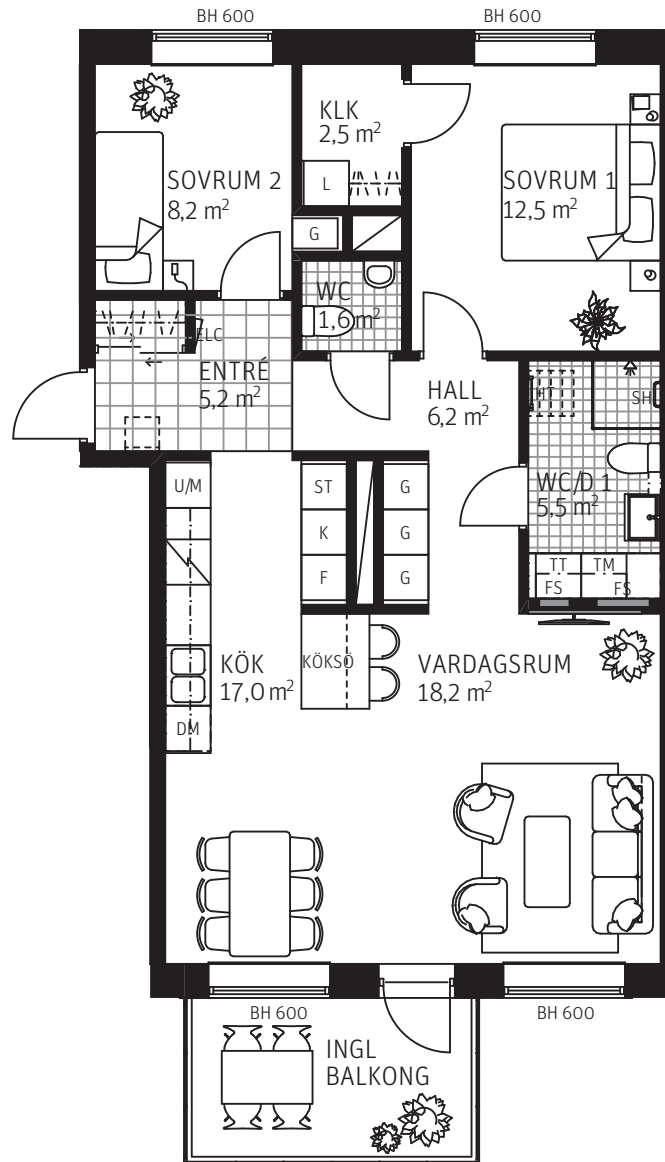 BH 600
BH 600
KLK
2,5 m²
SOVRUM 2
8,2 m²
L
SOVRUM 1
12,5 m²
G
WC
1,6 m²
ELC
ENTRÉ
5,2 m²
HALL
6,2 m²
HT
SH
U/M
ST
G
WC/D 1
5,5 m²
K
G
F
G
TT
TM
FS
FS
KÖK
17,0 m²
KÖKSÖ
VARDAGSRUM
18,2 m²
DM
BH 600
BH 600
INGL
BALKONG